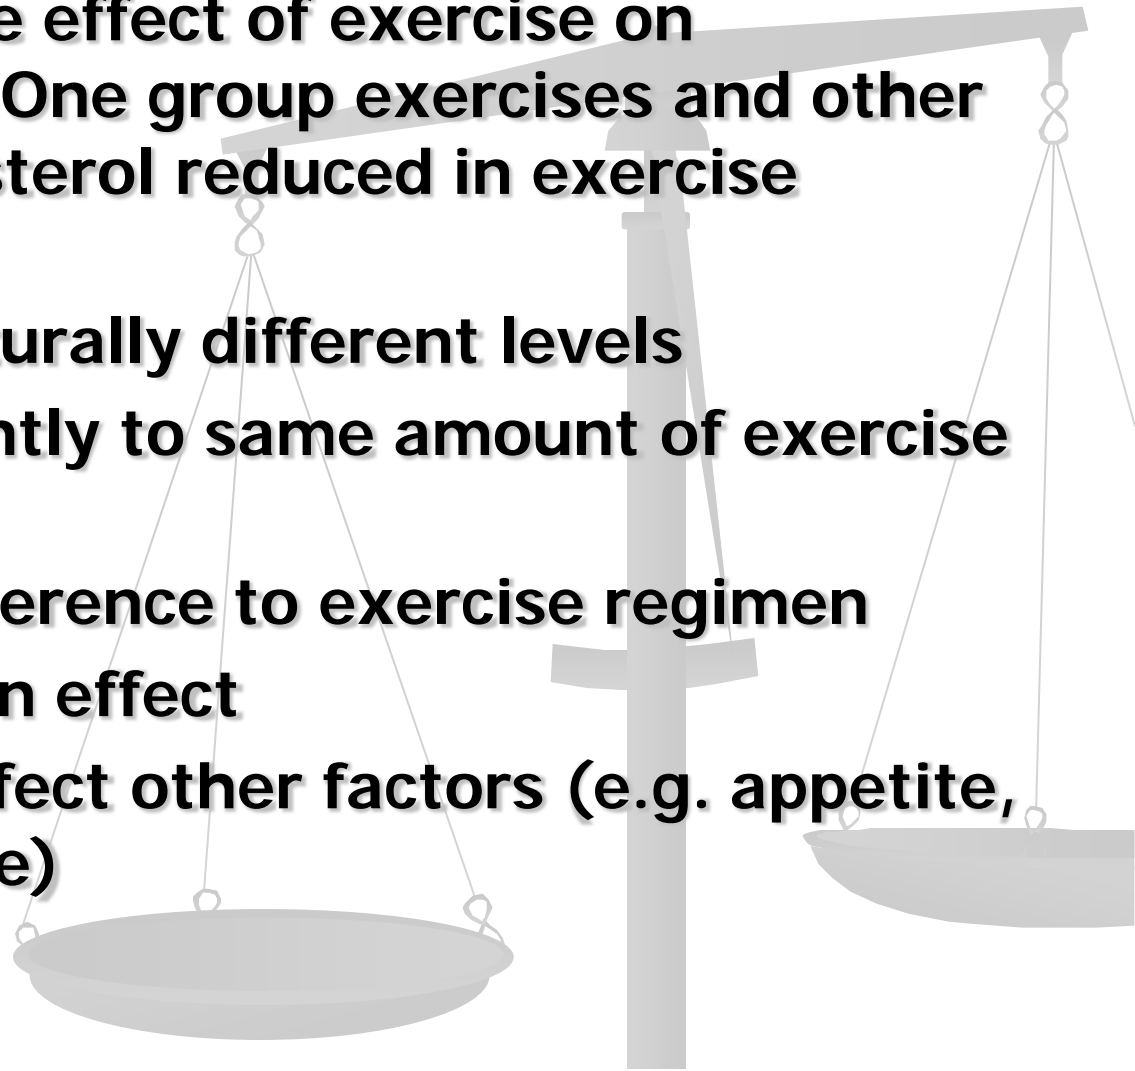 e effect of exercise on
One group exercises and other
sterol reduced in exercise
urally different levels
ntly to same amount of exercise
erence to exercise regimen
n effect
fect other factors (e.g. appetite,
e)